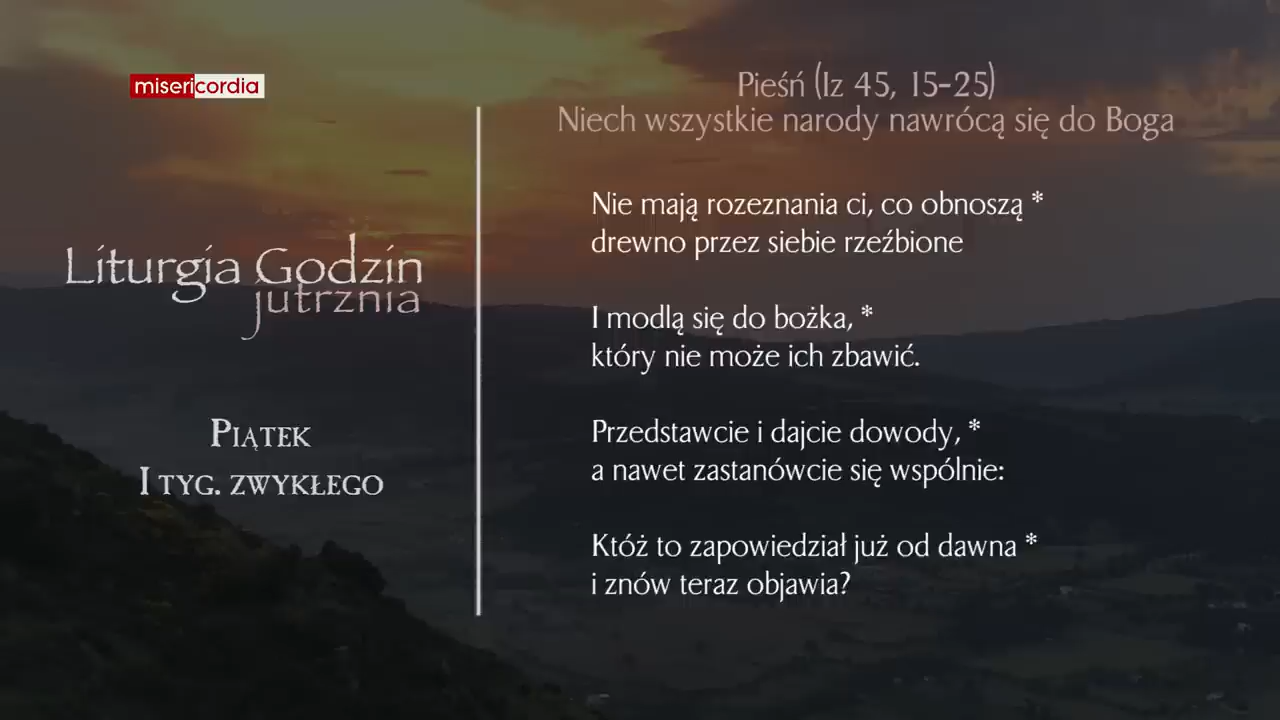 misericordia
Liturgia Godzin
jutrznia
Piątek
I tyg. zwykłego
Pieśń (Iz 45, 15-25)
Niech wszystkie narody nawrócą się do Boga
Nie mają rozeznania ci, co obnoszą *
drewno przez siebie rzeźbione
I modlą się do bożka, *
który nie może ich zbawić.
Przedstawcie i dajcie dowody, *
a nawet zastanówcie się wspólnie:
Któż to zapowiedział już od dawna *
i znów teraz objawia?